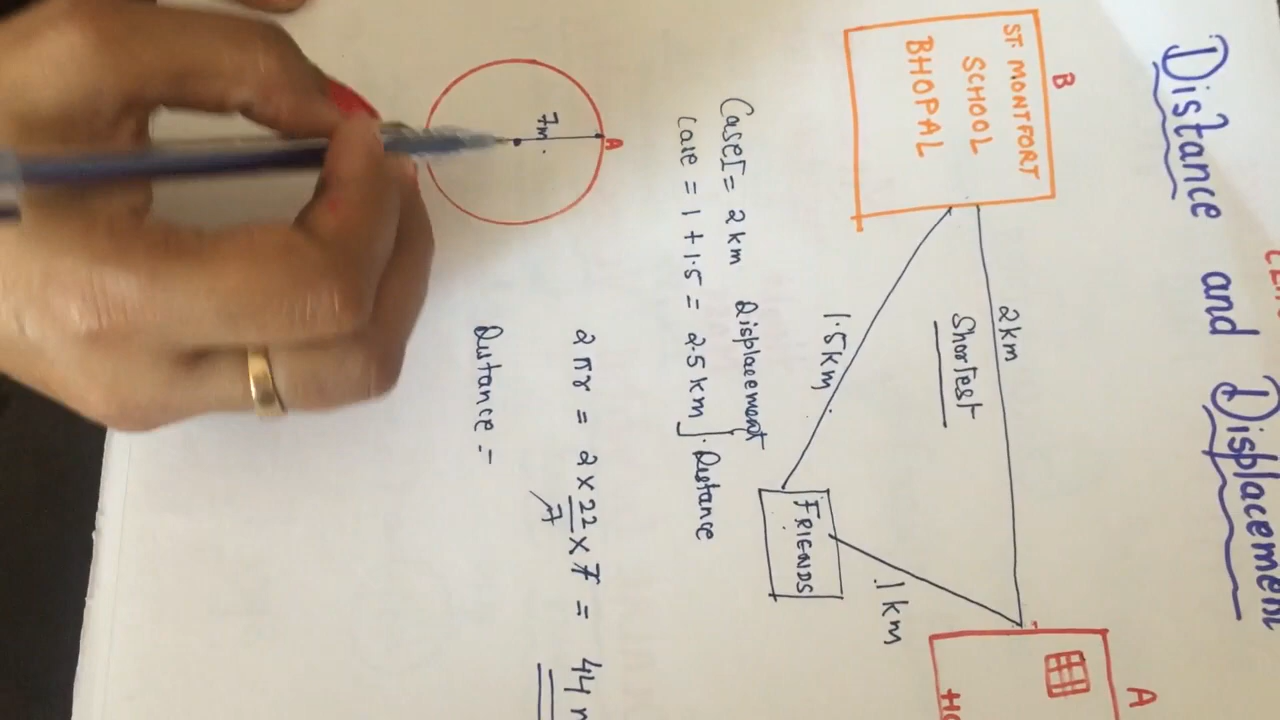 Distance and Displacement
B
ST. MONTFORT
SCHOOL
BHOPAL
2km
Shortest
1.5km
FRIENDS
1km
A
CaseI = 2km Displacement
Case = 1 + 1.5 = 2.5 km]. Distance
A
7m.
2πr = 2 × 22/7 × 7 = 44
Distance =